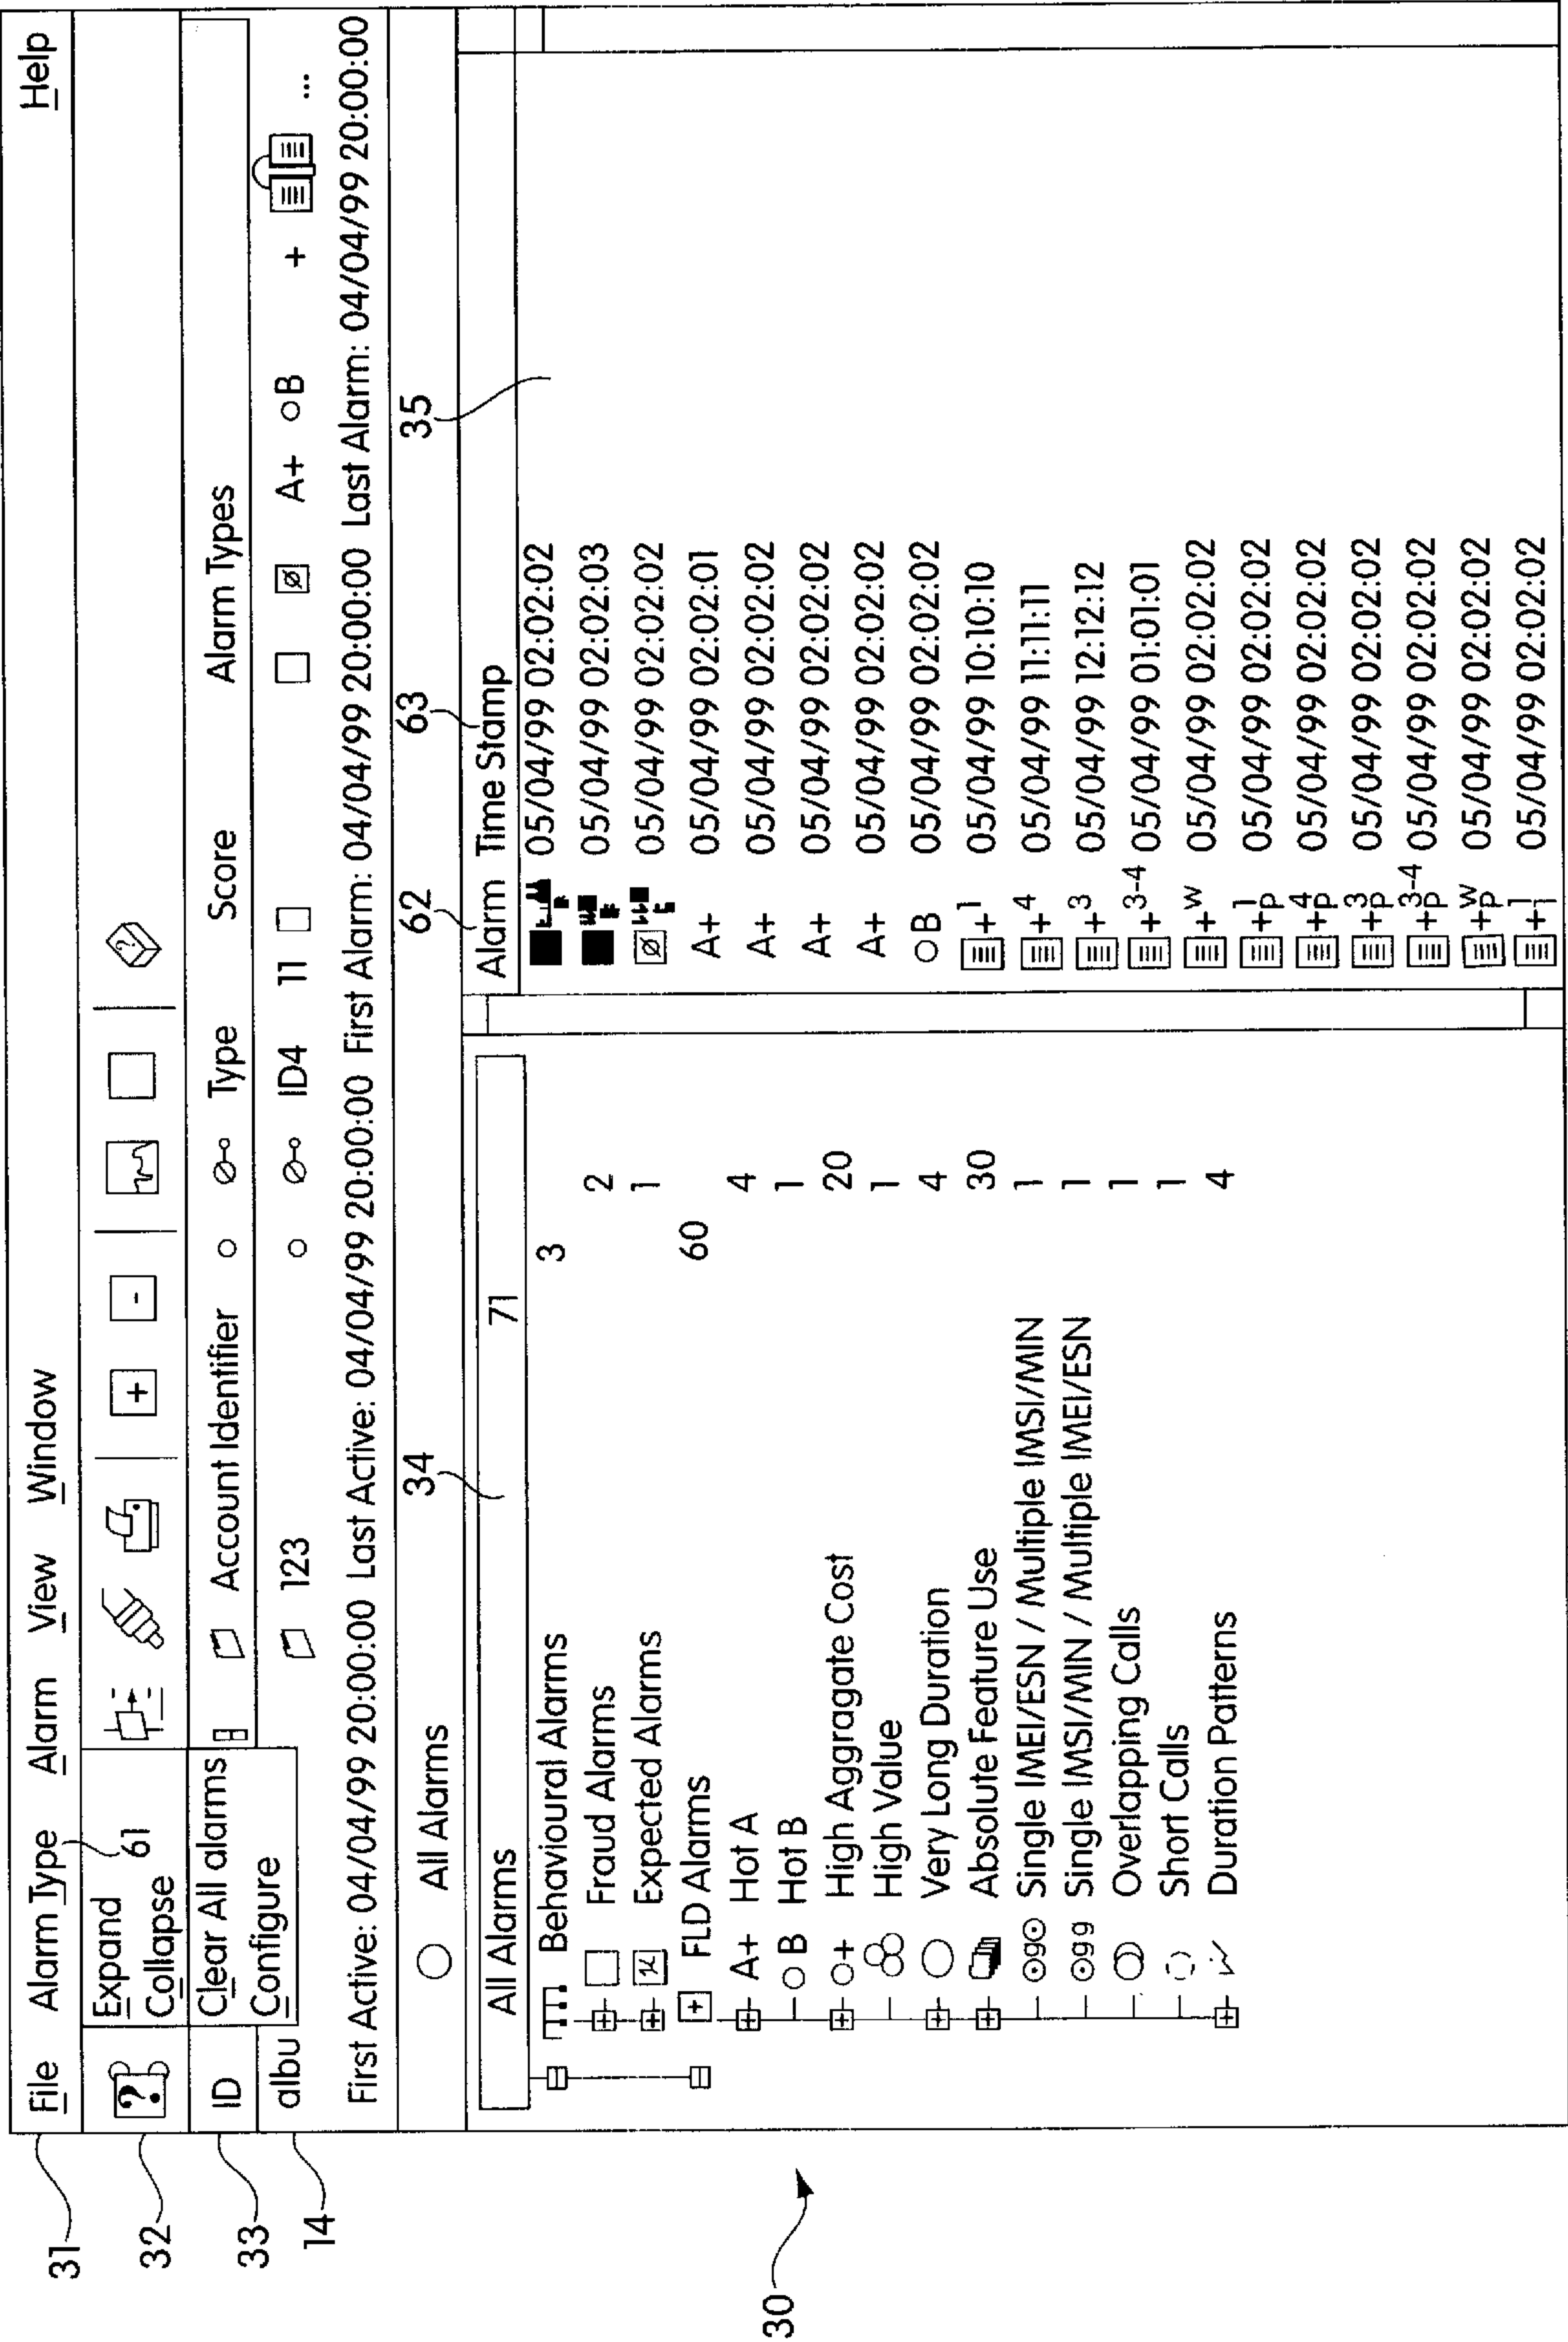 File Alarm Type Alarm View Window Help
31
Expand
61
Collapse
Clear All alarms
Configure
+ -
?
32
ID Account Identifier Type Score Alarm Types
33
albu 123 ID4 11 A+ B + ...
14
First Active: 04/04/99 20:00:00 Last Active: 04/04/99 20:00:00 First Alarm: 04/04/99 20:00:00 Last Alarm: 04/04/99 20:00:00
All Alarms
34
62
63
35
All Alarms 71
Behavioural Alarms 3
Fraud Alarms 2
Expected Alarms 1
FLD Alarms 60
A+ Hot A 4
B Hot B 1
High Aggragate Cost 20
High Value 1
Very Long Duration 4
Absolute Feature Use 30
Single IMEI/ESN / Multiple IMSI/MIN 1
Single IMSI/MIN / Multiple IMEI/ESN 1
Overlapping Calls 1
Short Calls 1
Duration Patterns 4
Alarm Time Stamp
05/04/99 02:02:02
05/04/99 02:02:03
05/04/99 02:02:02
A+ 05/04/99 02:02:01
A+ 05/04/99 02:02:02
A+ 05/04/99 02:02:02
A+ 05/04/99 02:02:02
B 05/04/99 02:02:02
+1 05/04/99 10:10:10
+4 05/04/99 11:11:11
+3 05/04/99 12:12:12
+3-4 05/04/99 01:01:01
+w 05/04/99 02:02:02
+1p 05/04/99 02:02:02
+4p 05/04/99 02:02:02
+3p 05/04/99 02:02:02
+3-4p 05/04/99 02:02:02
+wp 05/04/99 02:02:02
+1 05/04/99 02:02:02
30